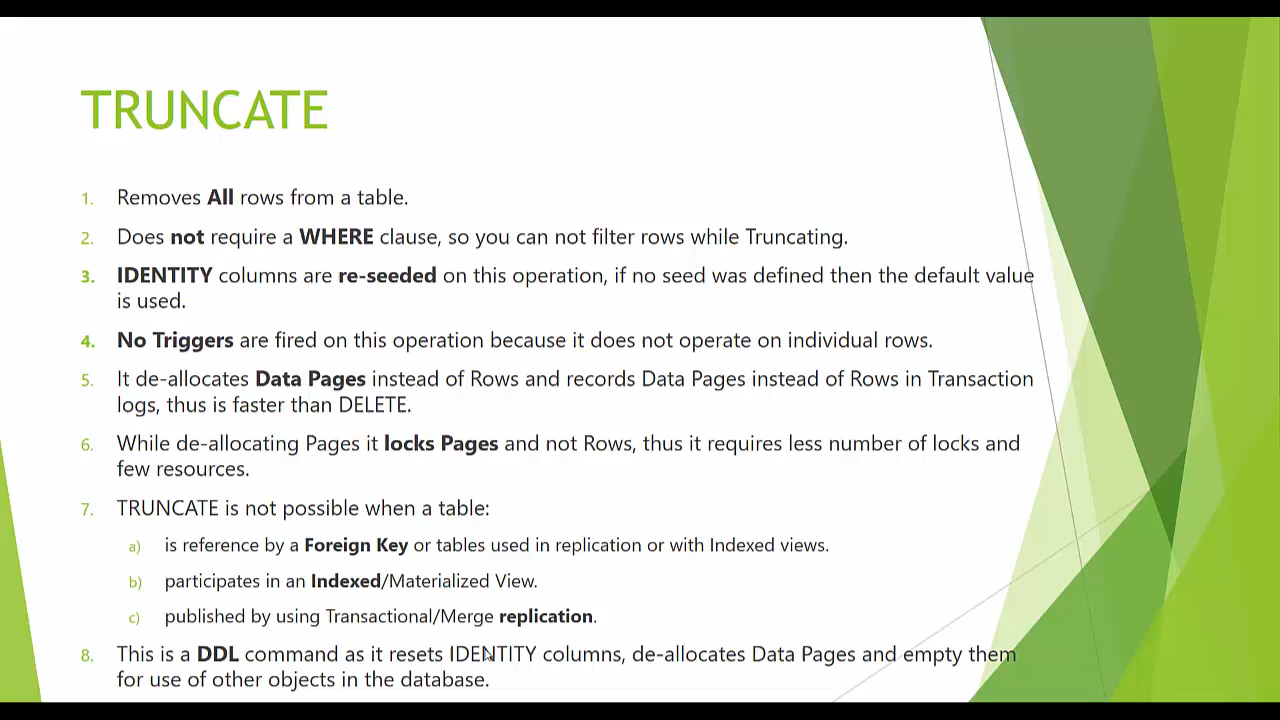 TRUNCATE
1. Removes All rows from a table.
2. Does not require a WHERE clause, so you can not filter rows while Truncating.
3. IDENTITY columns are re-seeded on this operation, if no seed was defined then the default value
is used.
4. No Triggers are fired on this operation because it does not operate on individual rows.
5. It de-allocates Data Pages instead of Rows and records Data Pages instead of Rows in Transaction
logs, thus is faster than DELETE.
6. While de-allocating Pages it locks Pages and not Rows, thus it requires less number of locks and
few resources.
7. TRUNCATE is not possible when a table:
a) is reference by a Foreign Key or tables used in replication or with Indexed views.
b) participates in an Indexed/Materialized View.
c) published by using Transactional/Merge replication.
8. This is a DDL command as it resets IDENTITY columns, de-allocates Data Pages and empty them
for use of other objects in the database.